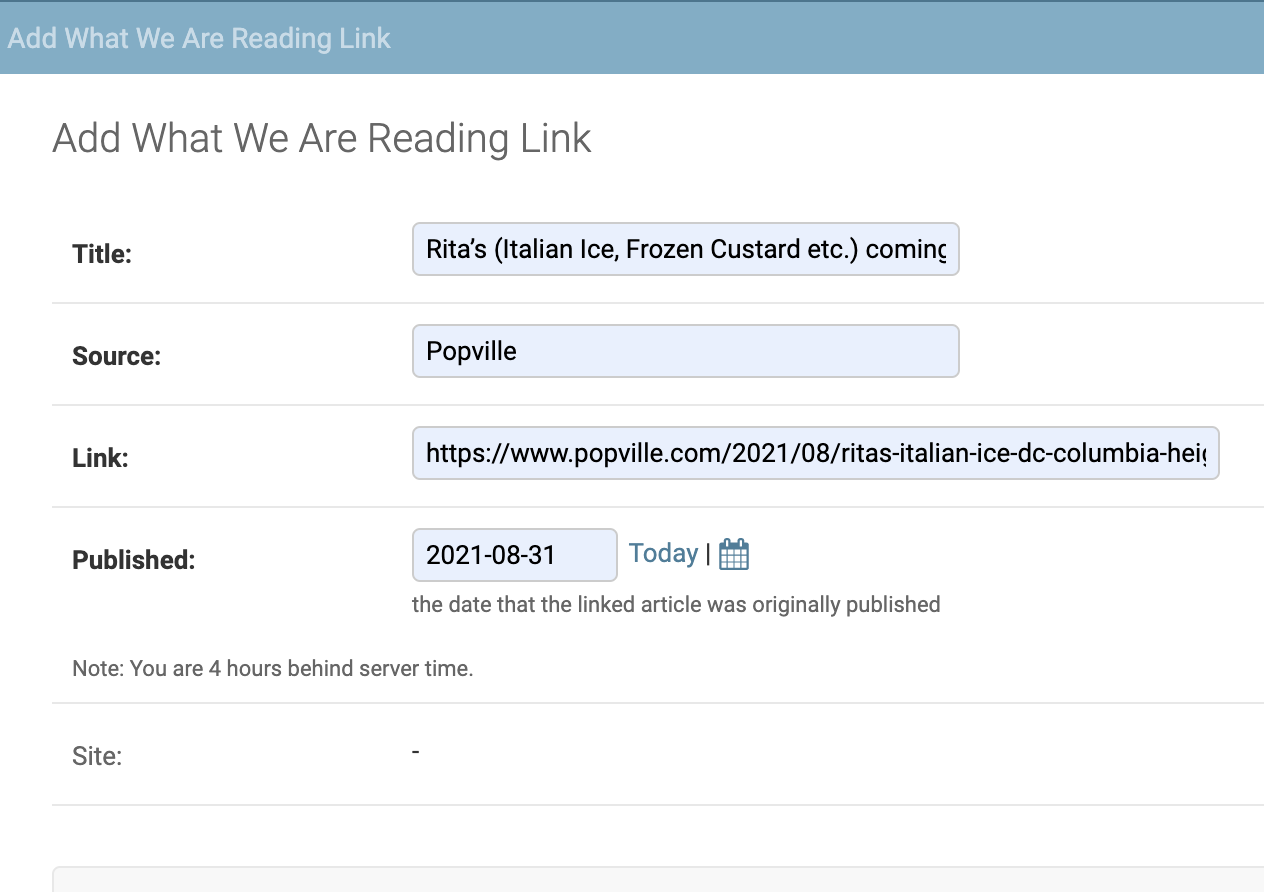 Add What We Are Reading Link
Add What We Are Reading Link
Title: Rita’s (Italian Ice, Frozen Custard etc.) coming
Source: Popville
Link: https://www.popville.com/2021/08/ritas-italian-ice-dc-columbia-heig
Published: 2021-08-31 Today |
the date that the linked article was originally published
Note: You are 4 hours behind server time.
Site: -